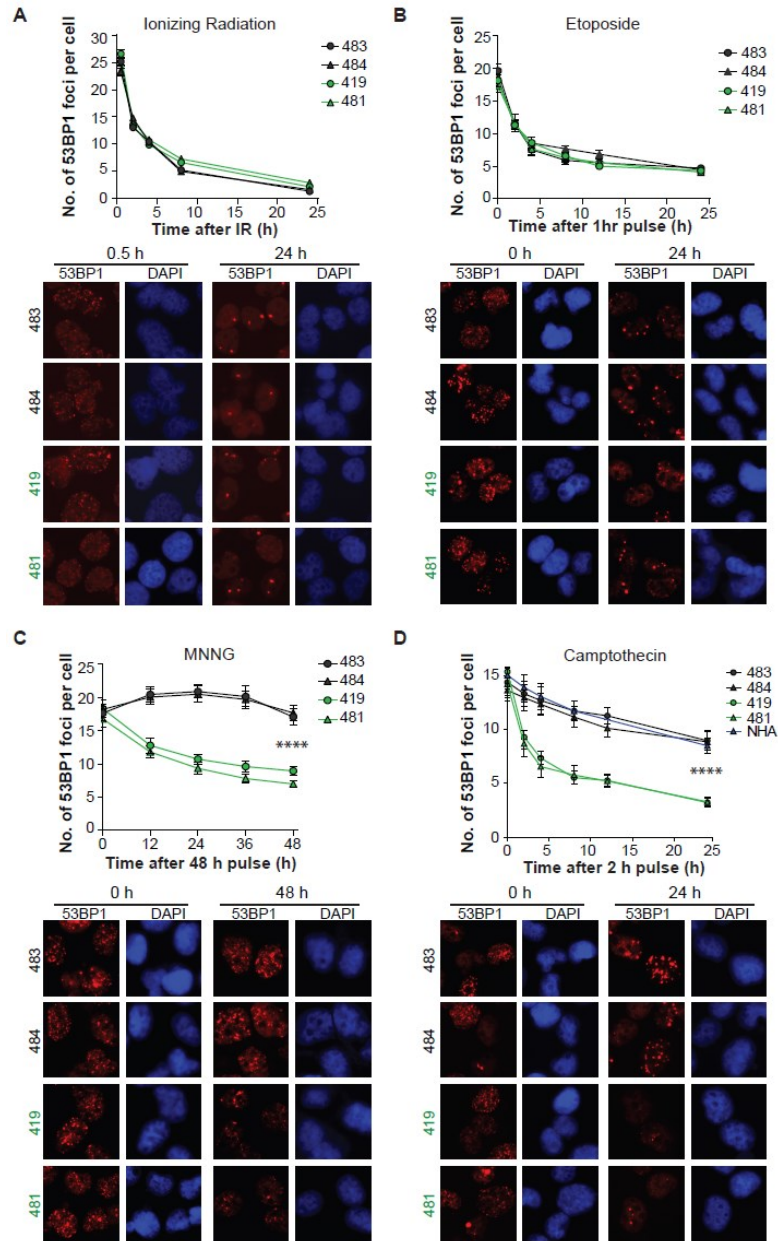 A
Ionizing Radiation
No. of 53BP1 foci per cell
30
25
20
15
10
5
0
0 5 10 15 20 25
Time after IR (h)
483
484
419
481
0.5 h 24 h
53BP1 DAPI 53BP1 DAPI
483
484
419
481
B
Etoposide
No. of 53BP1 foci per cell
25
20
15
10
5
0
0 5 10 15 20 25
Time after 1hr pulse (h)
483
484
419
481
0 h 24 h
53BP1 DAPI 53BP1 DAPI
483
484
419
481
C
MNNG
No. of 53BP1 foci per cell
25
20
15
10
5
0
0 12 24 36 48
Time after 48 h pulse (h)
483
484
419
481
****
0 h 48 h
53BP1 DAPI 53BP1 DAPI
483
484
419
481
D
Camptothecin
No. of 53BP1 foci per cell
15
10
5
0
0 5 10 15 20 25
Time after 2 h pulse (h)
483
484
419
481
NHA
****
0 h 24 h
53BP1 DAPI 53BP1 DAPI
483
484
419
481